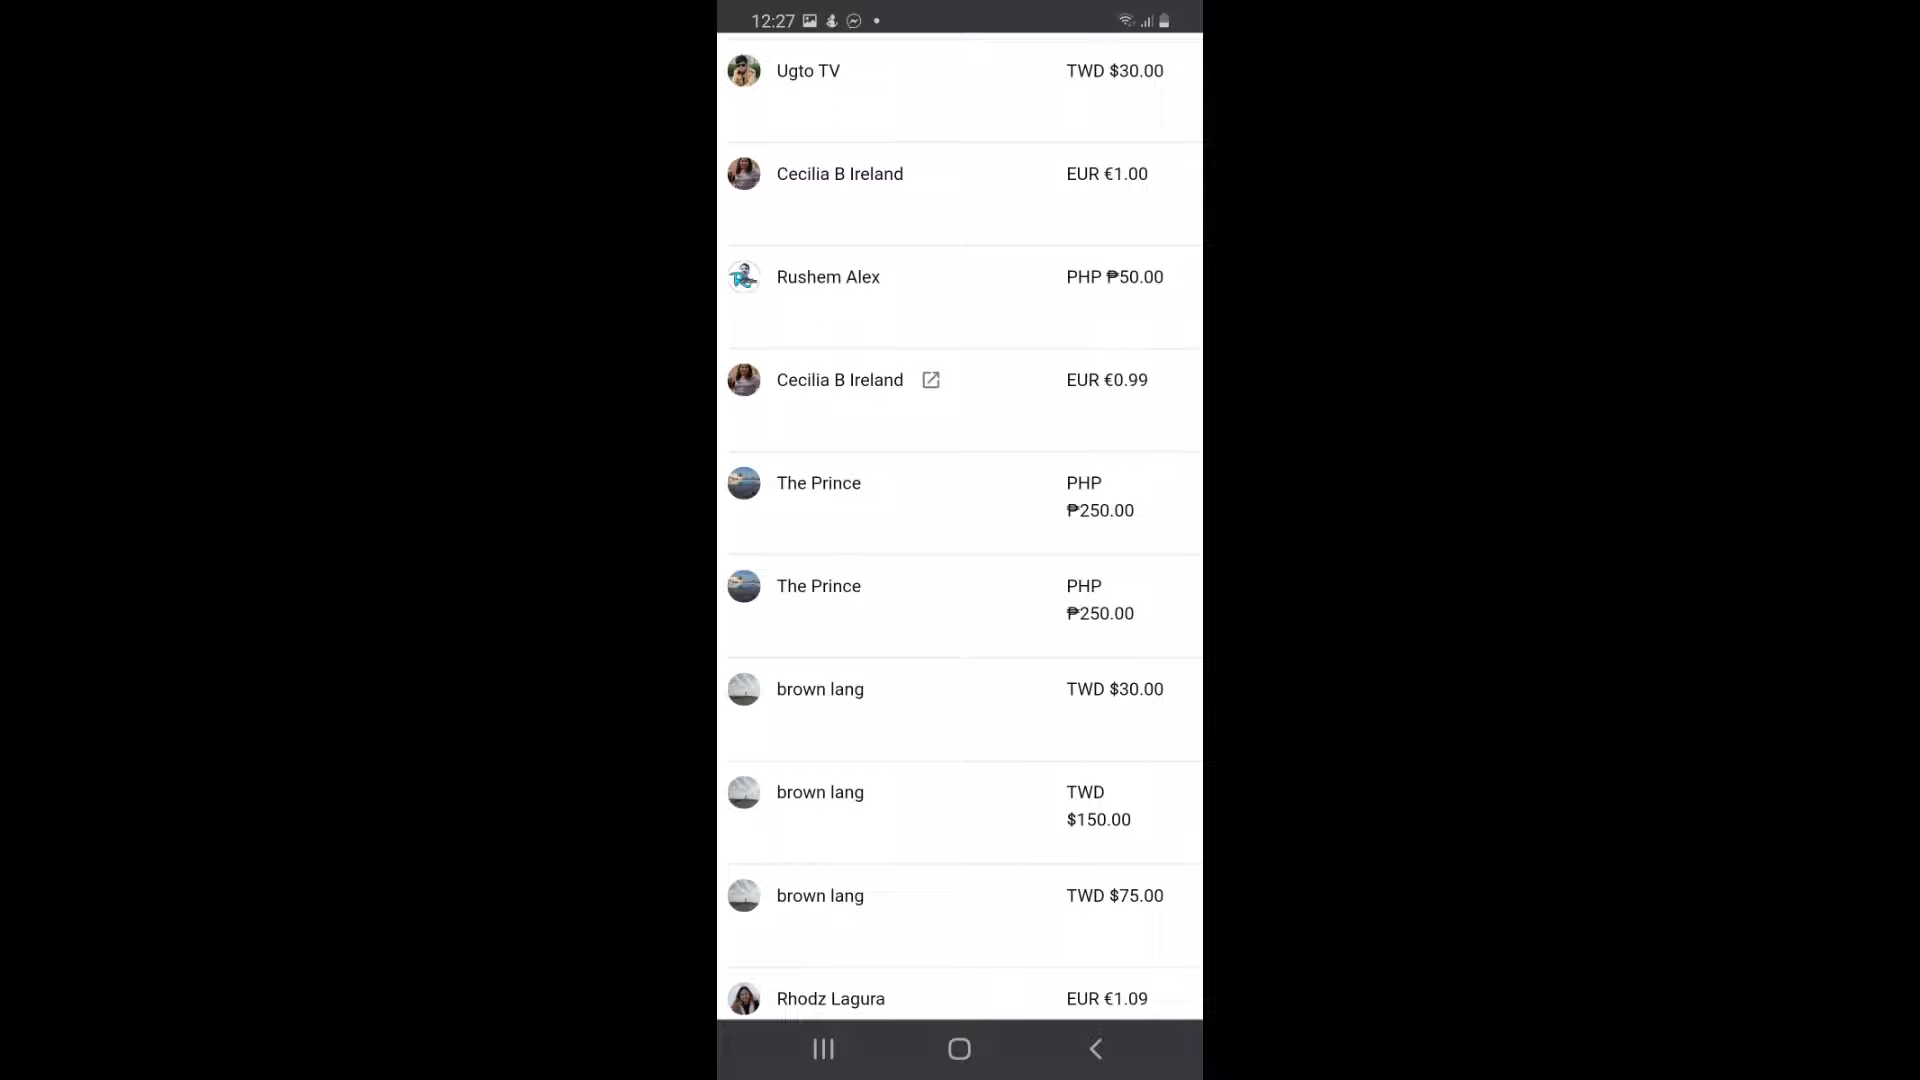 12:27
Ugto TV TWD $30.00
Cecilia B Ireland EUR €1.00
Rushem Alex PHP ₱50.00
Cecilia B Ireland EUR €0.99
The Prince PHP
₱250.00
The Prince PHP
₱250.00
brown lang TWD $30.00
brown lang TWD
$150.00
brown lang TWD $75.00
Rhodz Lagura EUR €1.09